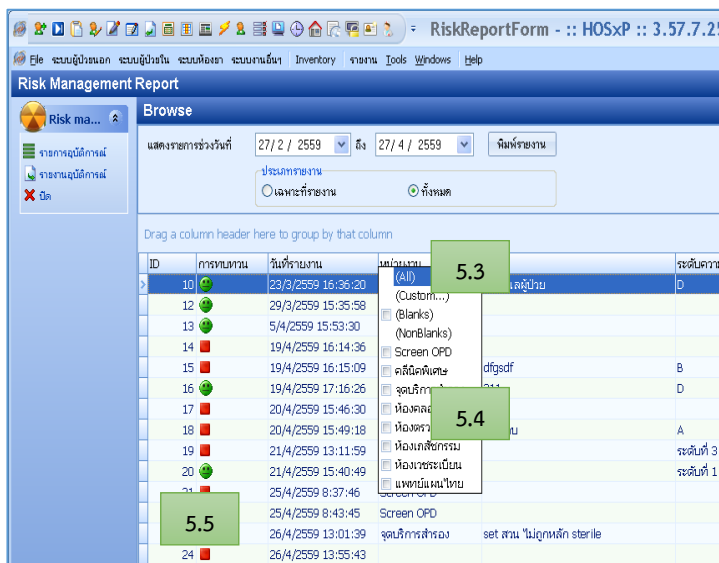 RiskReportForm - :: HOSxP :: 3.57.7.25
File ระบบผู้ป่วยนอก ระบบผู้ป่วยใน ระบบห้องยา ระบบงานอื่นๆ Inventory รายงาน Tools Windows Help
Risk Management Report
Risk ma...
Browse
รายการอุบัติการณ์
รายงานอุบัติการณ์
ปิด
แสดงรายการช่วงวันที่ 27/ 2 / 2559 ถึง 27/ 4 / 2559 พิมพ์รายงาน
ประเภทรายงาน
เฉพาะที่รายงาน ทั้งหมด
Drag a column header here to group by that column
ID การทบทวน วันที่รายงาน หน่วยงาน
(All)
(Custom...)
(Blanks)
(NonBlanks)
Screen OPD
คลีนิคพิเศษ
ห้องเภสัชกรรม
ห้องเวชระเบียน
แพทย์แผนไทย
5.3
5.4
5.5
10 23/3/2559 16:36:20 D
12 29/3/2559 15:35:58
13 5/4/2559 15:53:30
14 19/4/2559 16:14:36
15 19/4/2559 16:15:09 dfgsdf B
16 19/4/2559 17:16:26 D
17 20/4/2559 15:46:30
18 20/4/2559 15:49:18 A
19 21/4/2559 13:11:59 ระดับที่ 3
20 21/4/2559 15:40:49 ระดับที่ 1
25/4/2559 8:37:46 Screen OPD
25/4/2559 8:43:45 Screen OPD
26/4/2559 13:01:39 จุดบริการสำรอง set สวน ไม่ถูกหลัก sterile
24 26/4/2559 13:55:43